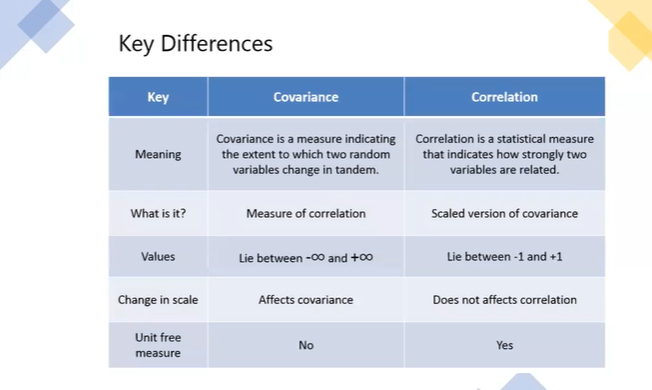 Key Differences
Key
Covariance
Correlation
Meaning
Covariance is a measure indicating
the extent to which two random
variables change in tandem.
Correlation is a statistical measure
that indicates how strongly two
variables are related.
What is it?
Measure of correlation
Scaled version of covariance
Values
Lie between -∞ and +∞
Lie between -1 and +1
Change in scale
Affects covariance
Does not affects correlation
Unit free
measure
No
Yes